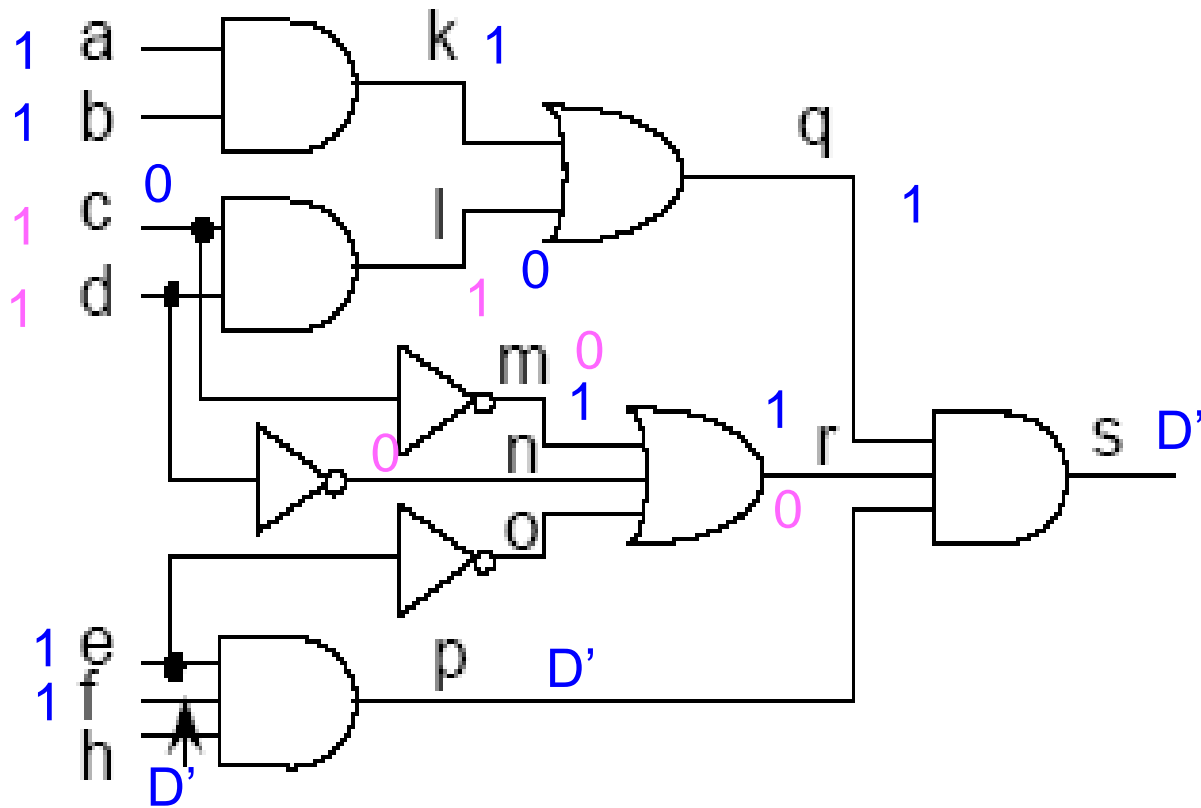 1 a k 1
1 b q
0
1 c l 1
0
1 d 1
m 0
1 1
0 n r s D’
o 0
1 e p D’
1 f
h
D’